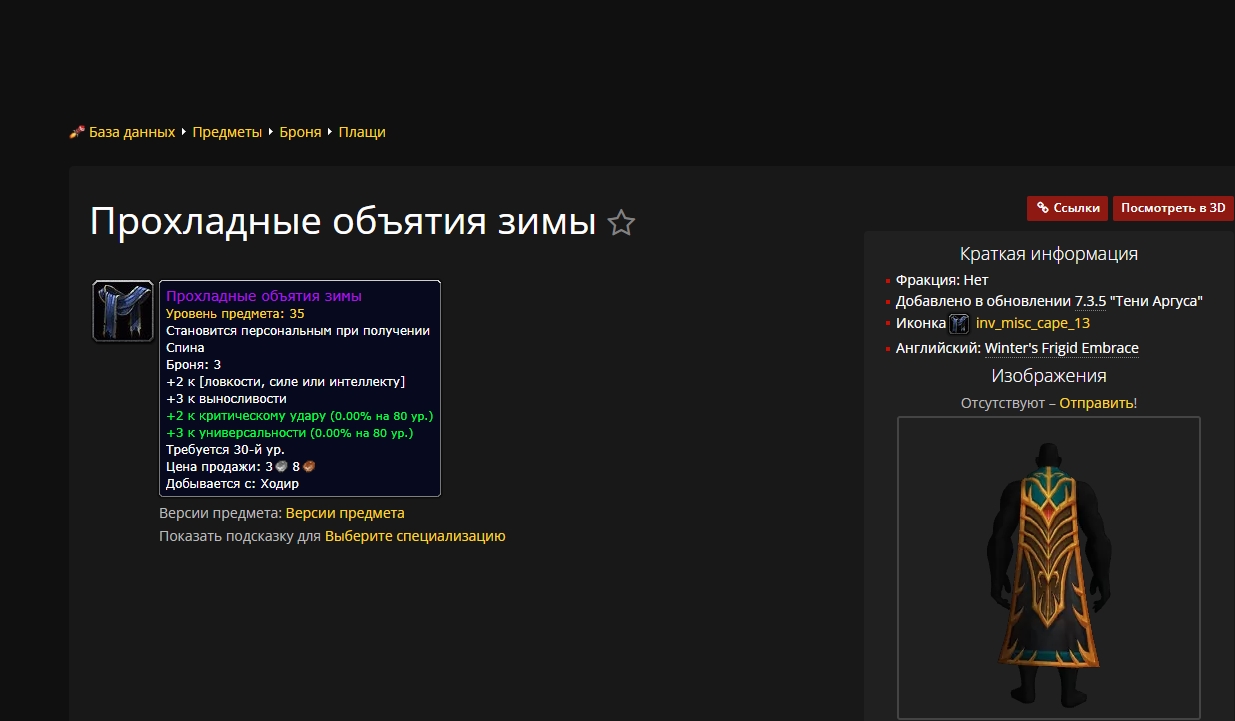 База данных Предметы Броня Плащи
Прохладные объятия зимы
Ссылки
Посмотреть в 3D
Прохладные объятия зимы
Уровень предмета: 35
Становится персональным при получении
Спина
Броня: 3
+2 к [ловкости, силе или интеллекту]
+3 к выносливости
+2 к критическому удару (0.00% на 80 ур.)
+3 к универсальности (0.00% на 80 ур.)
Требуется 30-й ур.
Цена продажи: 3 8
Добывается с: Ходир
Версии предмета: Версии предмета
Показать подсказку для Выберите специализацию
Краткая информация
Фракция: Нет
Добавлено в обновлении 7.3.5 "Тени Аргуса"
Иконка inv_misc_cape_13
Английский: Winter's Frigid Embrace
Изображения
Отсутствуют – Отправить!